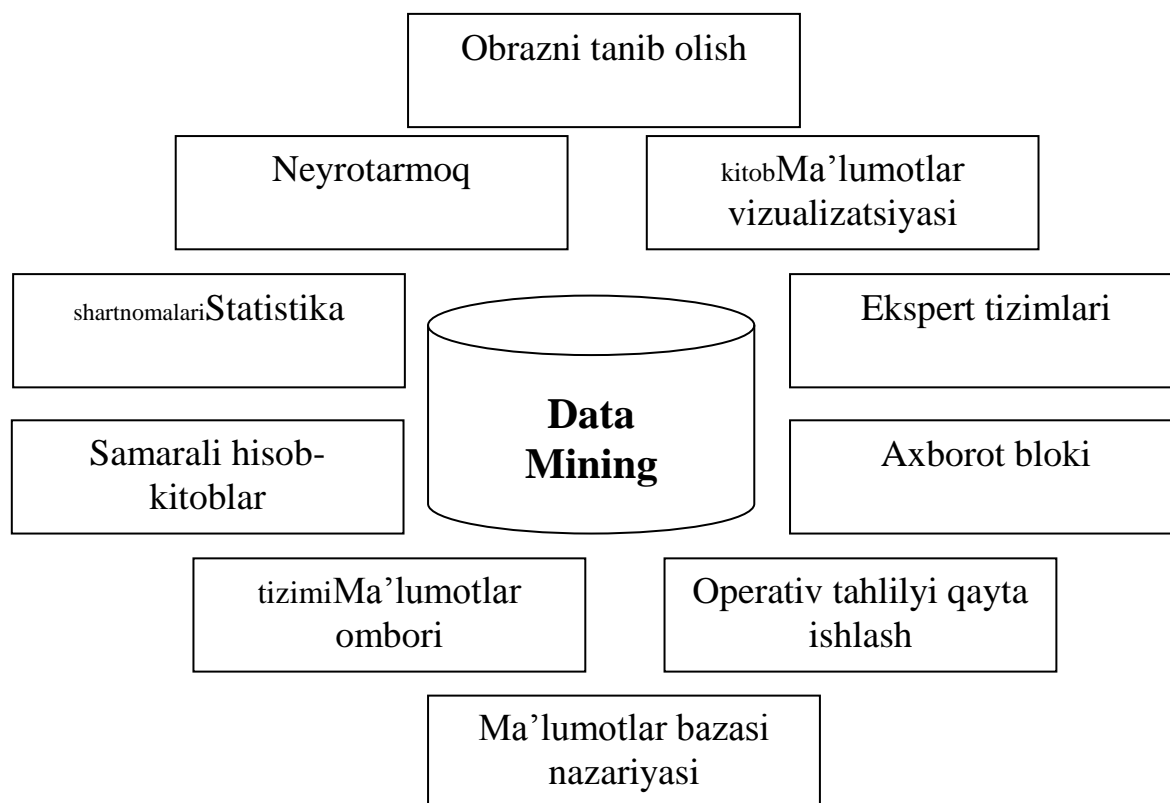 Obrazni tanib olish
Neyrotarmoq
kitobMa’lumotlar
vizualizatsiyasi
shartnomalariStatistika
Ekspert tizimlari
Data
Mining
Samarali hisob-
kitoblar
Axborot bloki
tizimiMa’lumotlar
ombori
Operativ tahlilyi qayta
ishlash
Ma’lumotlar bazasi
nazariyasi